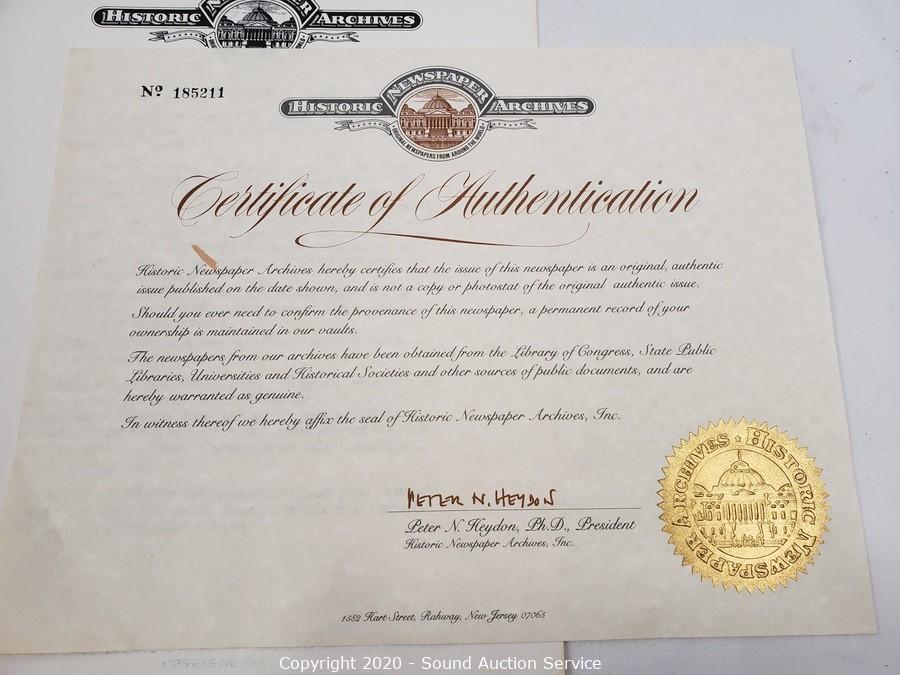 HISTORIC NEWSPAPER ARCHIVES
Nº 185211
HISTORIC NEWSPAPER ARCHIVES
ORIGINAL NEWSPAPERS FROM AROUND THE WORLD
Certificate of Authentication
Historic Newspaper Archives hereby certifies that the issue of this newspaper is an original, authentic
issue published on the date shown, and is not a copy or photostat of the original authentic issue.
Should you ever need to confirm the provenance of this newspaper, a permanent record of your
ownership is maintained in our vaults.
The newspapers from our archives have been obtained from the Library of Congress, State Public
Libraries, Universities and Historical Societies and other sources of public documents, and are
hereby warranted as genuine.
In witness thereof we hereby affix the seal of Historic Newspaper Archives, Inc.
PETER N. HEYDON
Peter N. Heydon, Ph.D., President
Historic Newspaper Archives, Inc.
HISTORIC NEWSPAPER ARCHIVES
1582 Hart Street, Rahway, New Jersey 07065
Copyright 2020 - Sound Auction Service